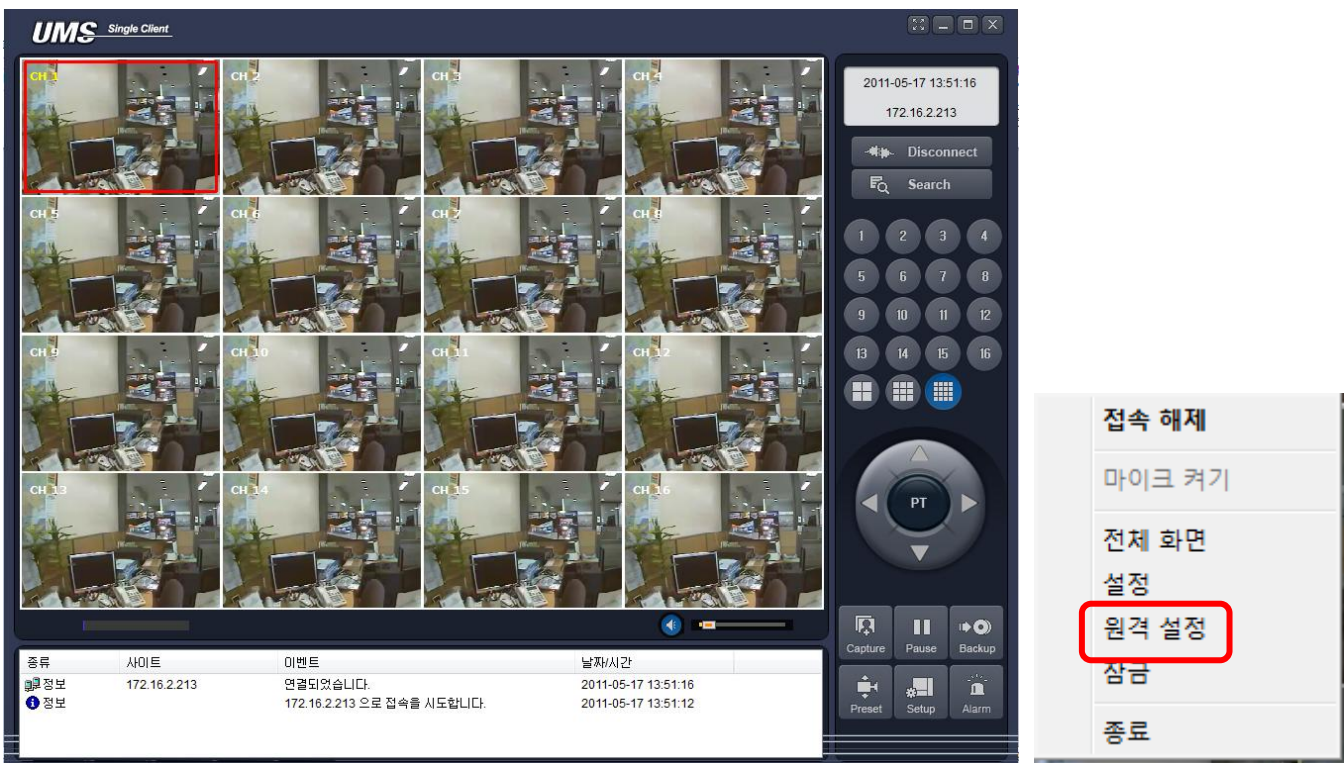 UMS Single Client
CH 1
CH 2
CH 3
CH 4
CH 5
CH 6
CH 7
CH 8
CH 9
CH 10
CH 11
CH 12
CH 13
CH 14
CH 15
CH 16
2011-05-17 13:51:16
172.16.2.213
Disconnect
Search
1 2 3 4
5 6 7 8
9 10 11 12
13 14 15 16
PT
Capture Pause Backup
Preset Setup Alarm
종류 사이트 이벤트 날짜/시간
정보 172.16.2.213 연결되었습니다. 2011-05-17 13:51:16
정보 172.16.2.213 으로 접속을 시도합니다. 2011-05-17 13:51:12
접속 해제
마이크 켜기
전체 화면
설정
원격 설정
잠금
종료